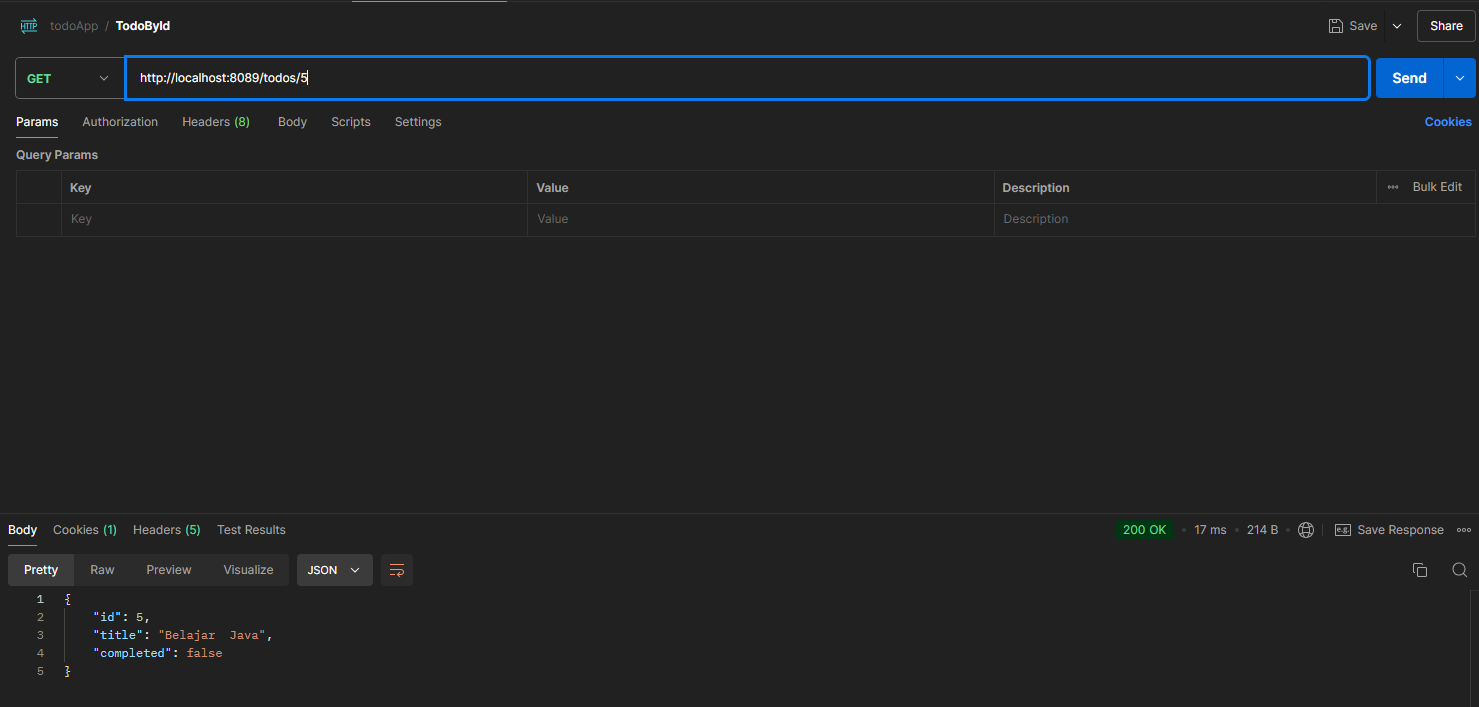 HTTP todoApp / TodoById Save Share
GET http://localhost:8089/todos/5 Send
Params Authorization Headers (8) Body Scripts Settings Cookies
Query Params
Key Value Description ••• Bulk Edit
Key Value Description
Body Cookies (1) Headers (5) Test Results 200 OK • 17 ms • 214 B • e.g. Save Response •••
Pretty Raw Preview Visualize JSON
1 {
2 "id": 5,
3 "title": "Belajar  Java",
4 "completed": false
5 }